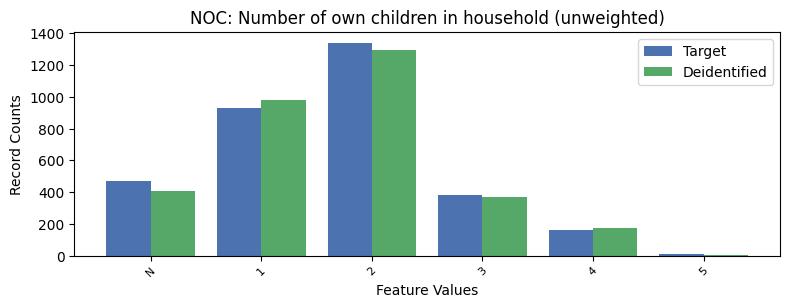 NOC: Number of own children in household (unweighted)
Target
Deidentified
Record Counts
1400
1200
1000
800
600
400
200
0
N
1
2
3
4
5
Feature Values